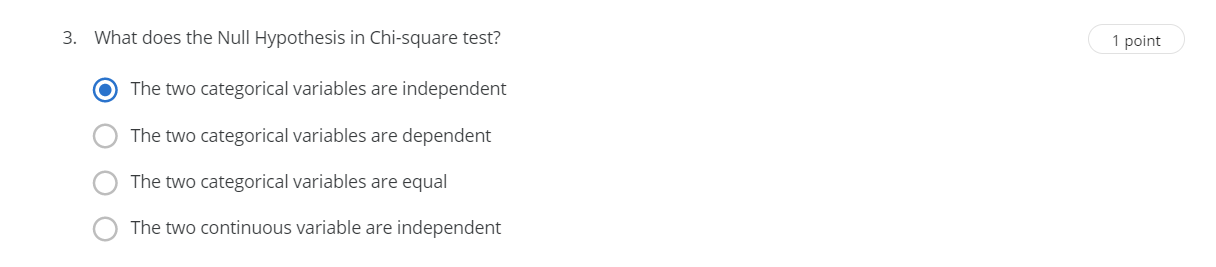 3. What does the Null Hypothesis in Chi-square test?
1 point
The two categorical variables are independent
The two categorical variables are dependent
The two categorical variables are equal
The two continuous variable are independent